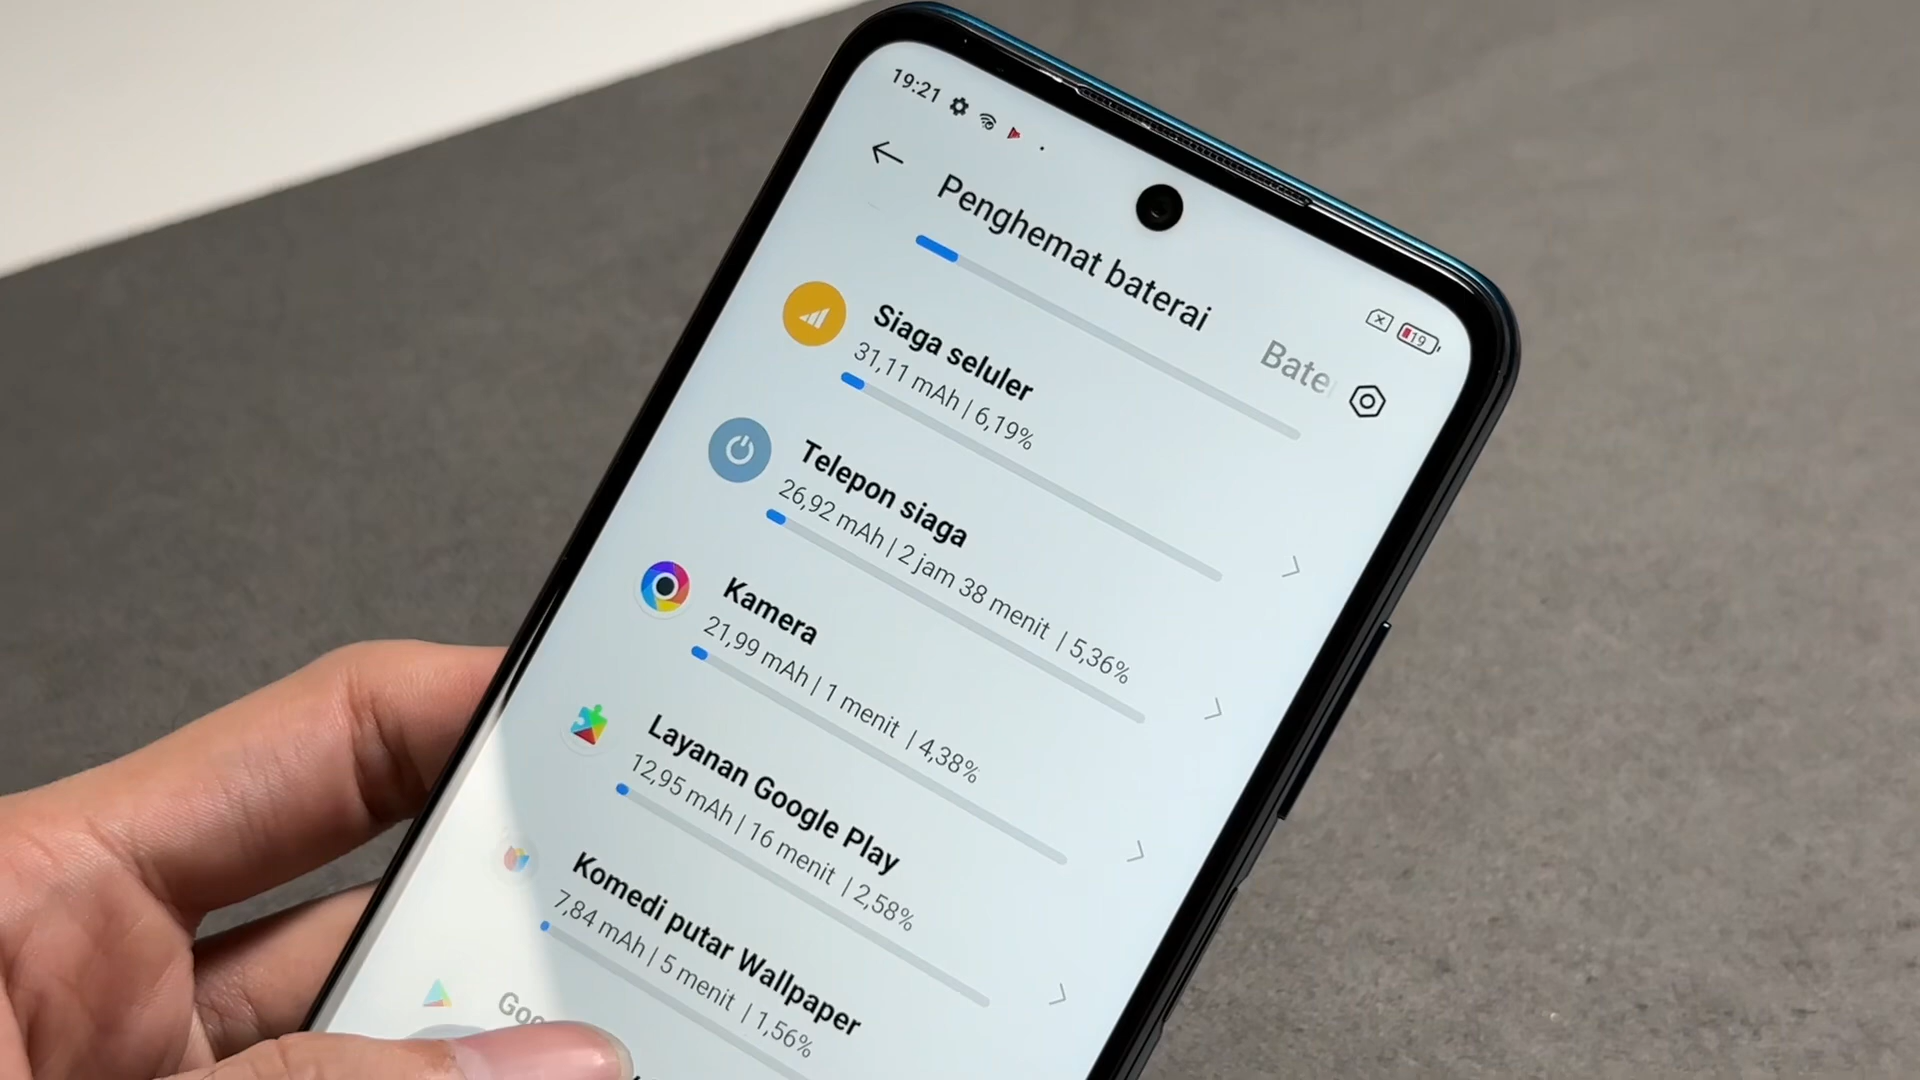 19:21
19
Penghemat baterai
Siaga seluler
31,11 mAh | 6,19%
Telepon siaga
26,92 mAh | 2 jam 38 menit | 5,36%
Kamera
21,99 mAh | 1 menit | 4,38%
Layanan Google Play
12,95 mAh | 16 menit | 2,58%
Komedi putar Wallpaper
7,84 mAh | 5 menit | 1,56%